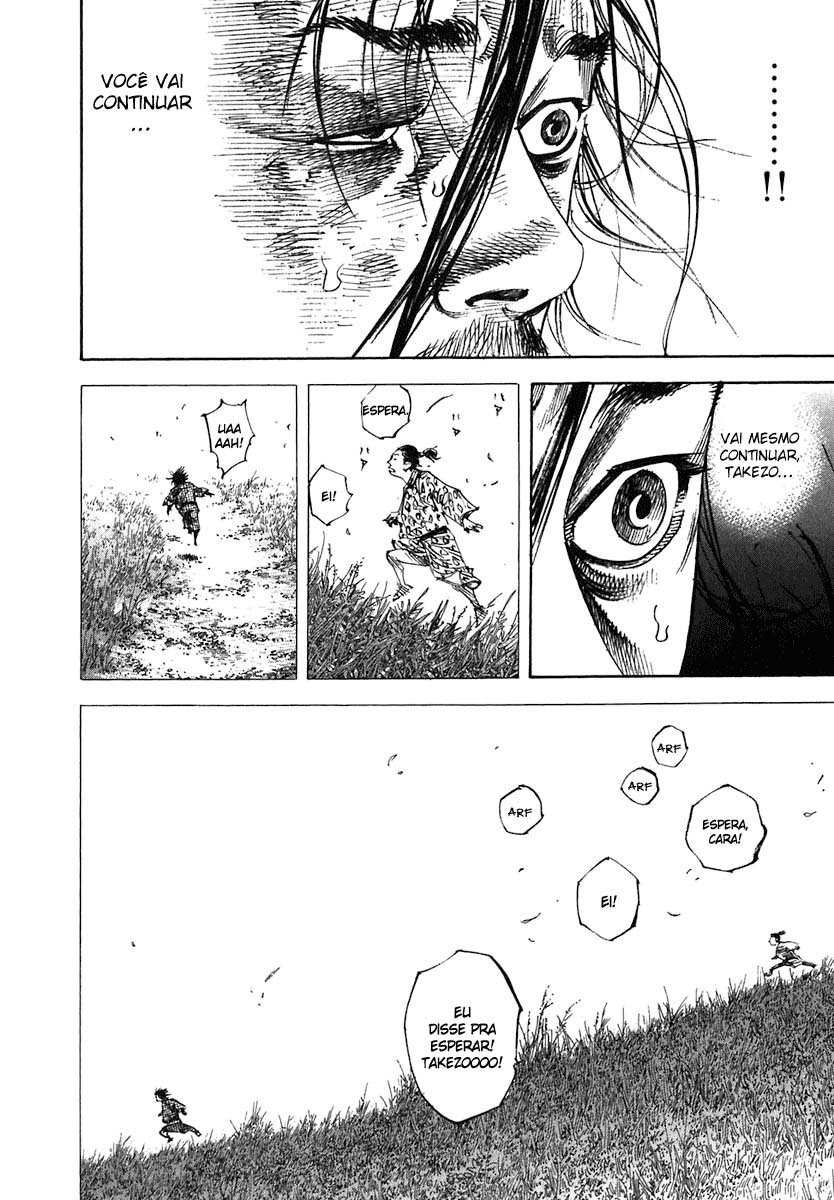 .........!!
VOCÊ VAI
CONTINUAR
...
VAI MESMO
CONTINUAR,
TAKEZO...
ESPERA.
EI!
UAA
AAH!
ARF
ARF
ARF
ESPERA,
CARA!
EI!
EU
DISSE PRA
ESPERAR!
TAKEZOOOO!